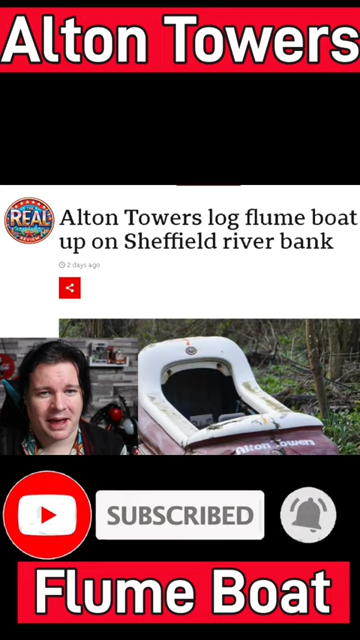 Alton Towers
REAL
Alton Towers log flume boat
up on Sheffield river bank
2 days ago
Alton Towers
SUBSCRIBED
Flume Boat